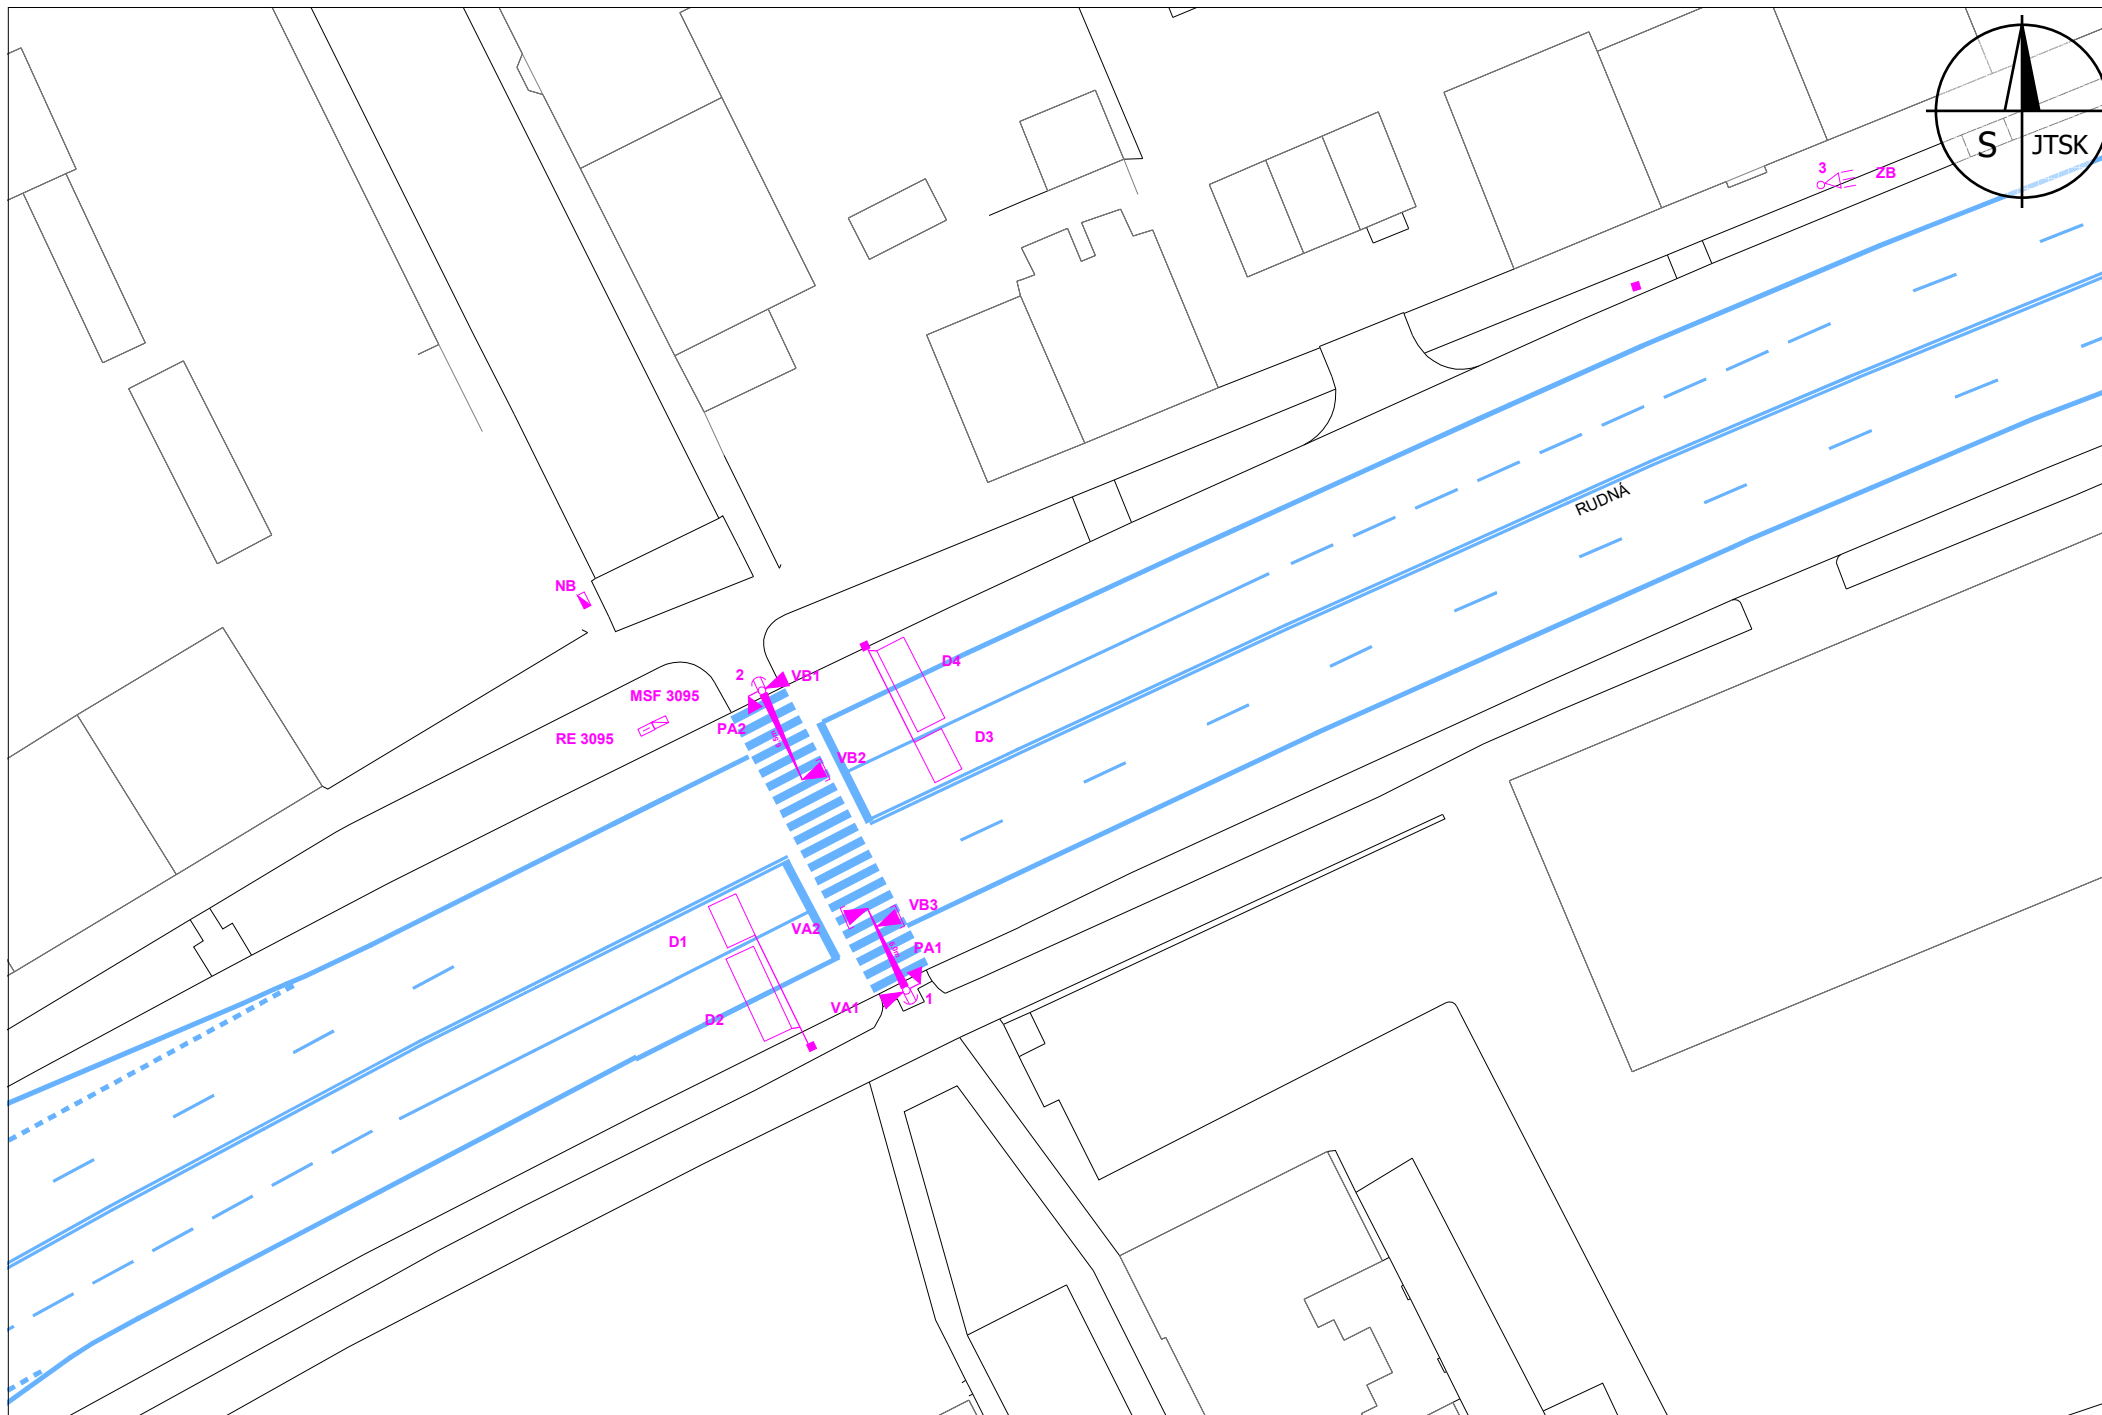 S
JTSK
3
ZB
RUDNÁ
NB
D4
2
VB1
MSF 3095
PA2
RE 3095
D3
VB2
VB3
VA2
D1
PA1
1
VA1
D2